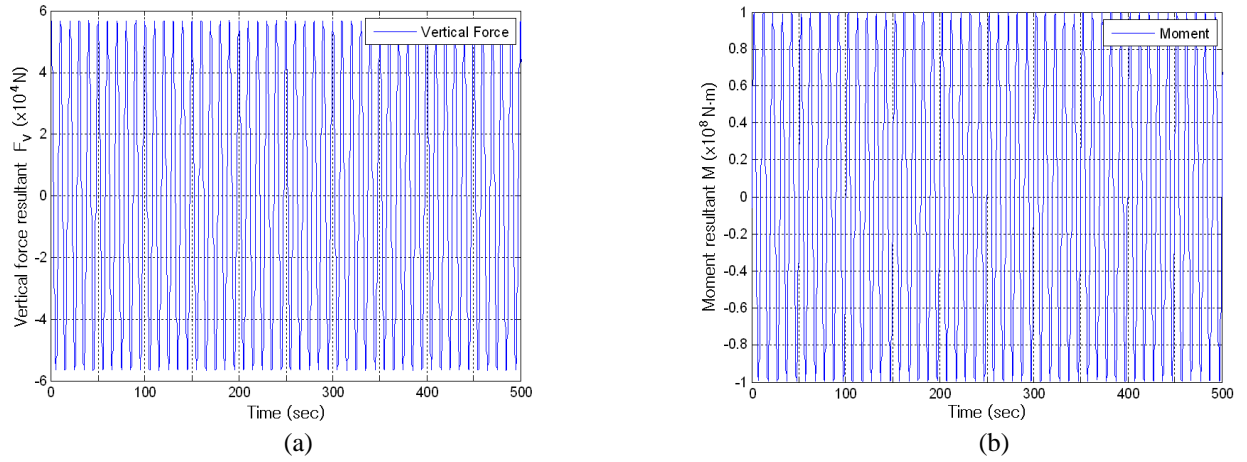 Vertical force resultant F_v (x10^4N)
6
4
2
0
-2
-4
-6
Vertical Force
0 100 200 300 400 500
Time (sec)
(a)
Moment resultant M (x10^8 N·m)
1
0.8
0.6
0.4
0.2
0
-0.2
-0.4
-0.6
-0.8
-1
Moment
0 100 200 300 400 500
Time (sec)
(b)